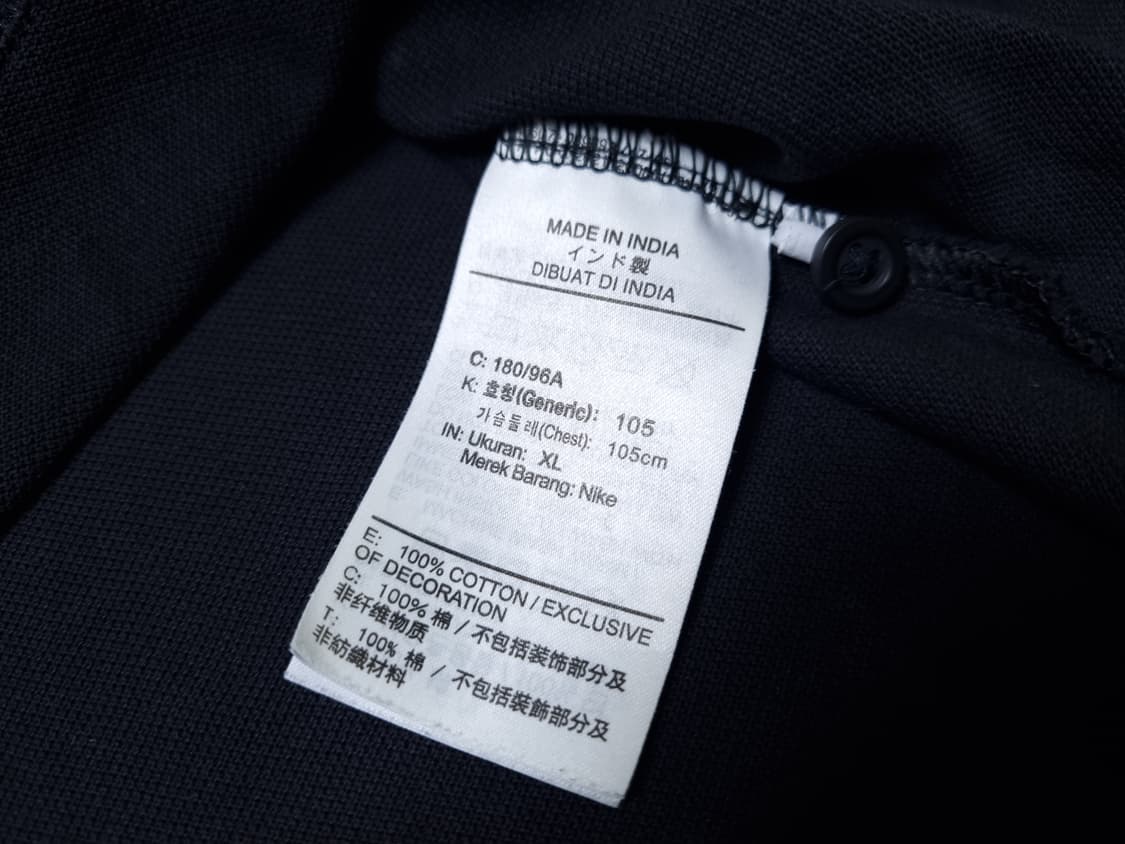 MADE IN INDIA
インド製
DIBUAT DI INDIA
C: 180/96A
K: 호칭(Generic): 105
가슴둘레(Chest): 105cm
IN: Ukuran: XL
Merek Barang: Nike
E: 100% COTTON / EXCLUSIVE
OF DECORATION
C: 100% 棉 / 不包括装饰部分及
非纤维物质
T: 100% 棉 / 不包括裝飾部分及
非紡織材料